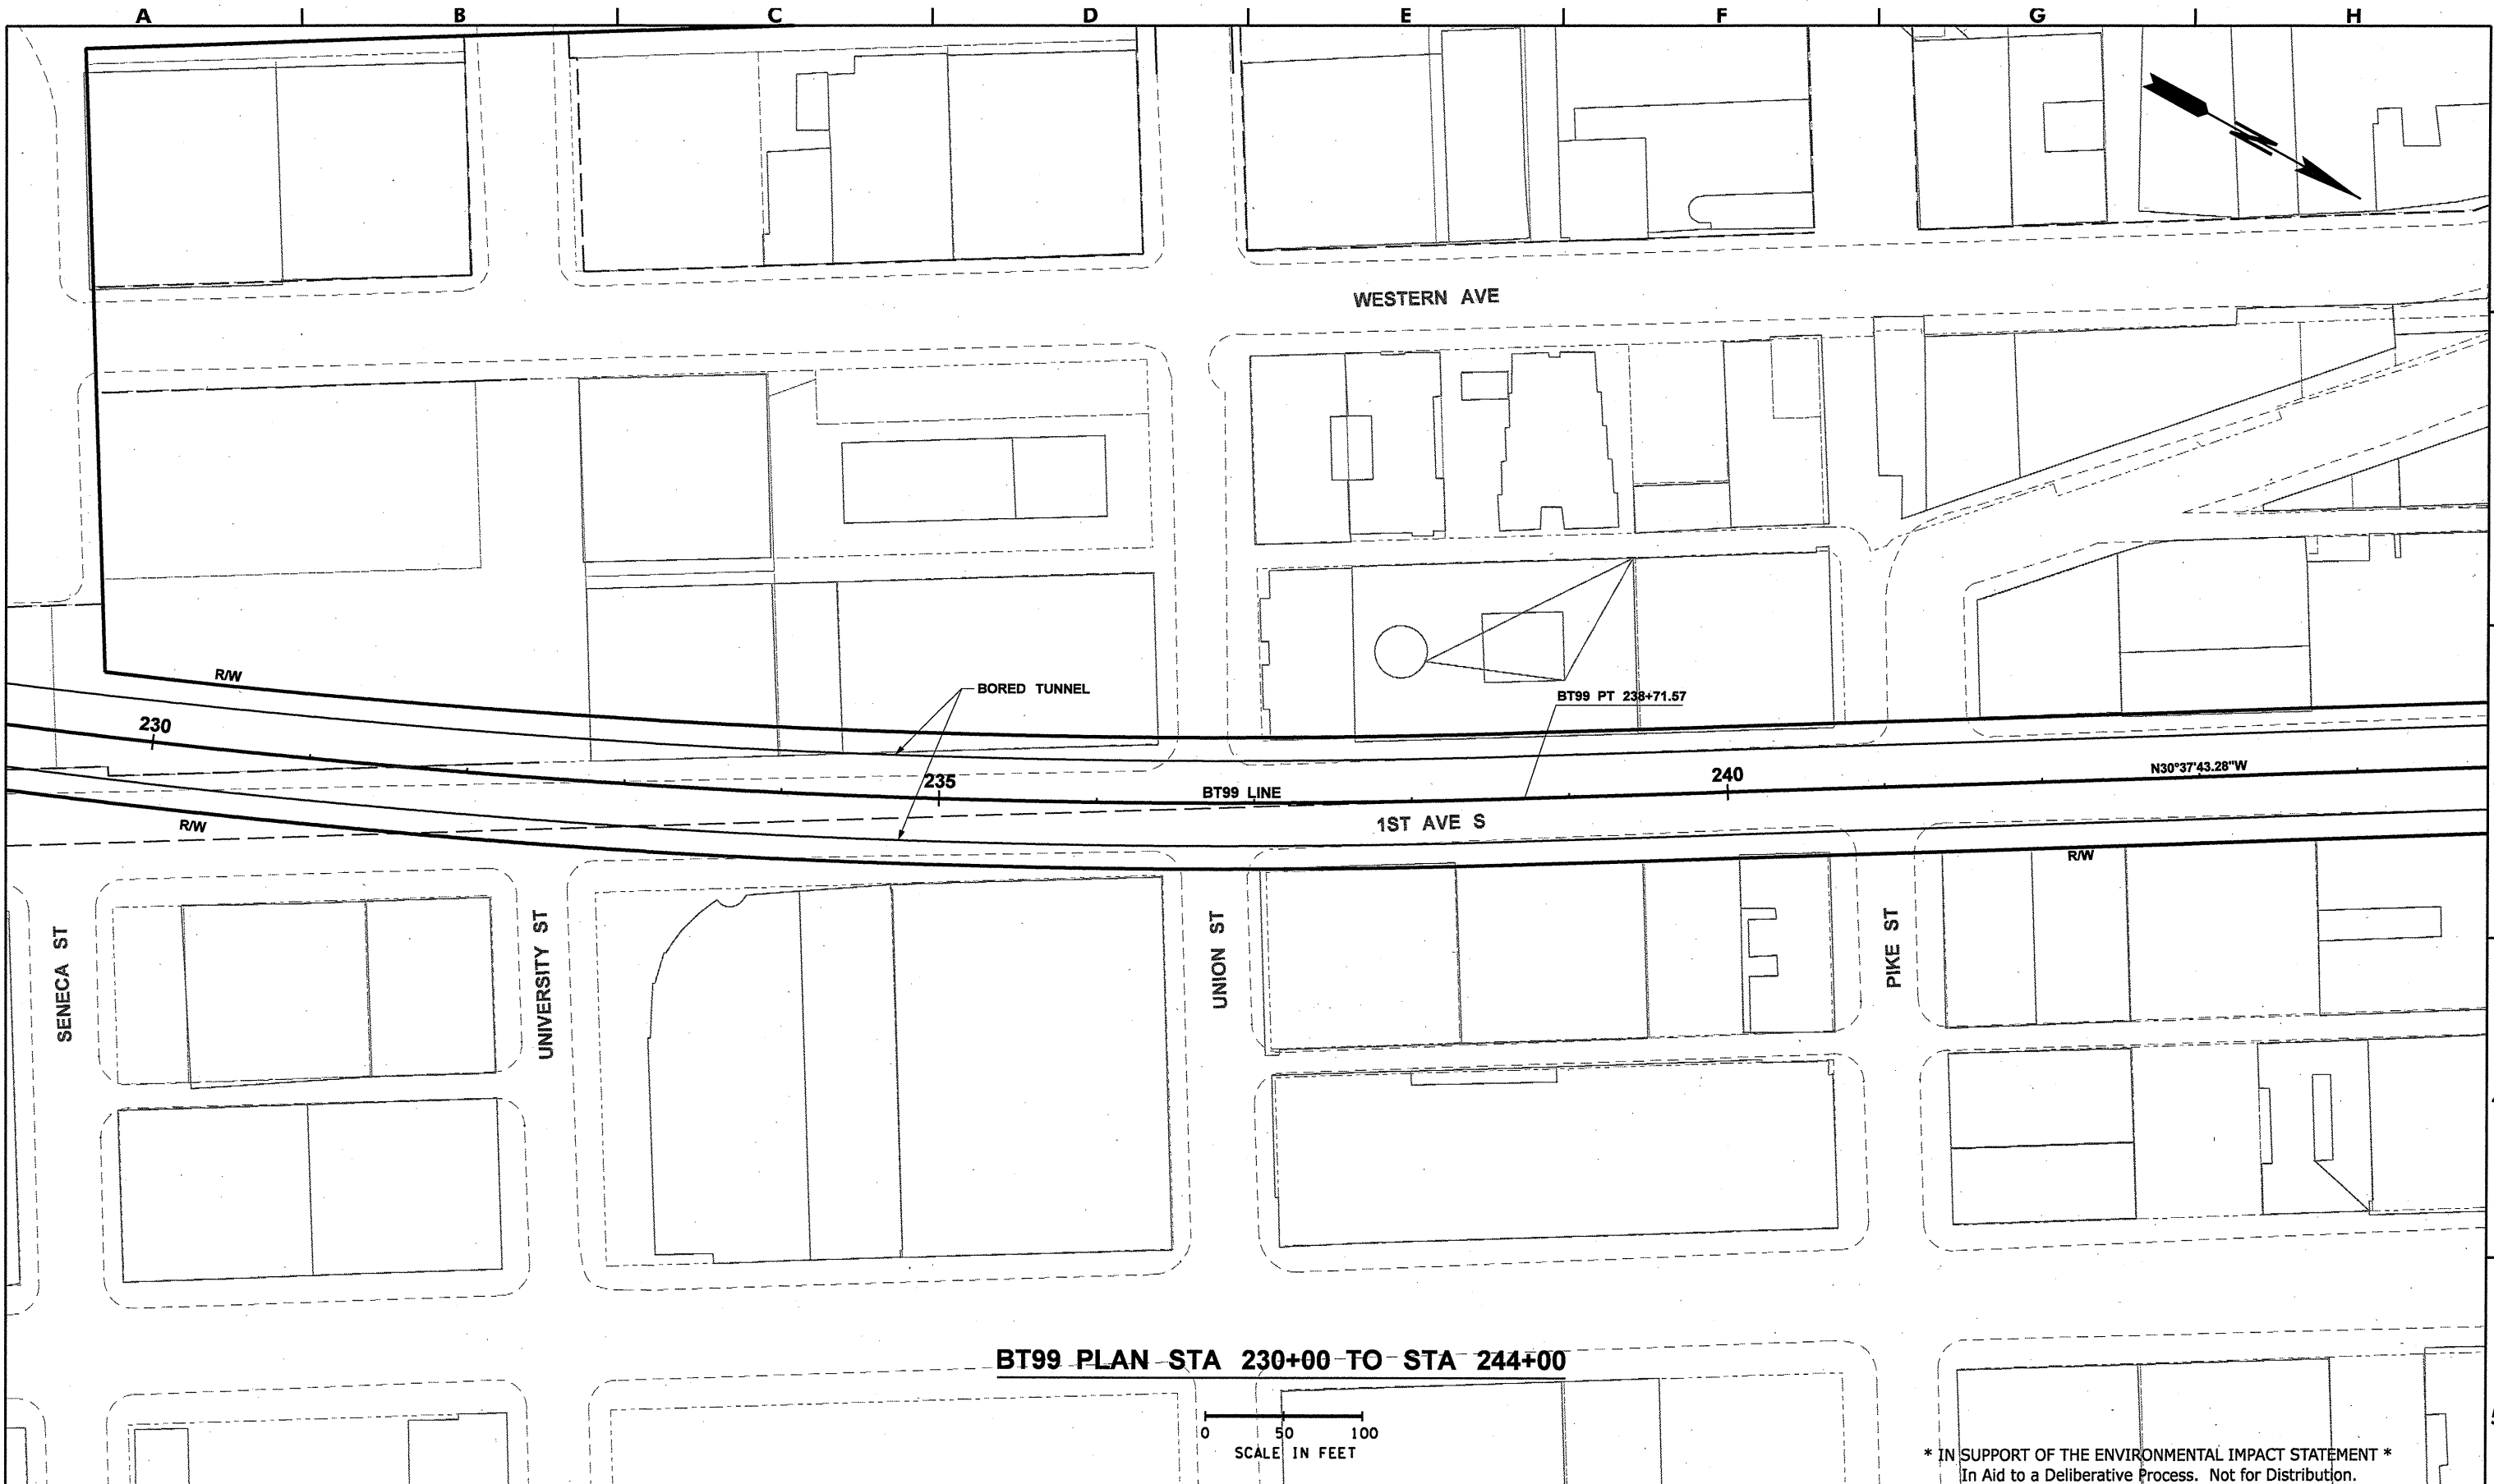 A B C D E F G H
WESTERN AVE
R/W
BORED TUNNEL
BT99 PT 238+71.57
230
235
240
N30°37'43.28"W
BT99 LINE
R/W
1ST AVE S
R/W
SENECA ST
UNIVERSITY ST
UNION ST
PIKE ST
BT99 PLAN STA 230+00 TO STA 244+00
0 50 100
SCALE IN FEET
* IN SUPPORT OF THE ENVIRONMENTAL IMPACT STATEMENT *
In Aid to a Deliberative Process. Not for Distribution.